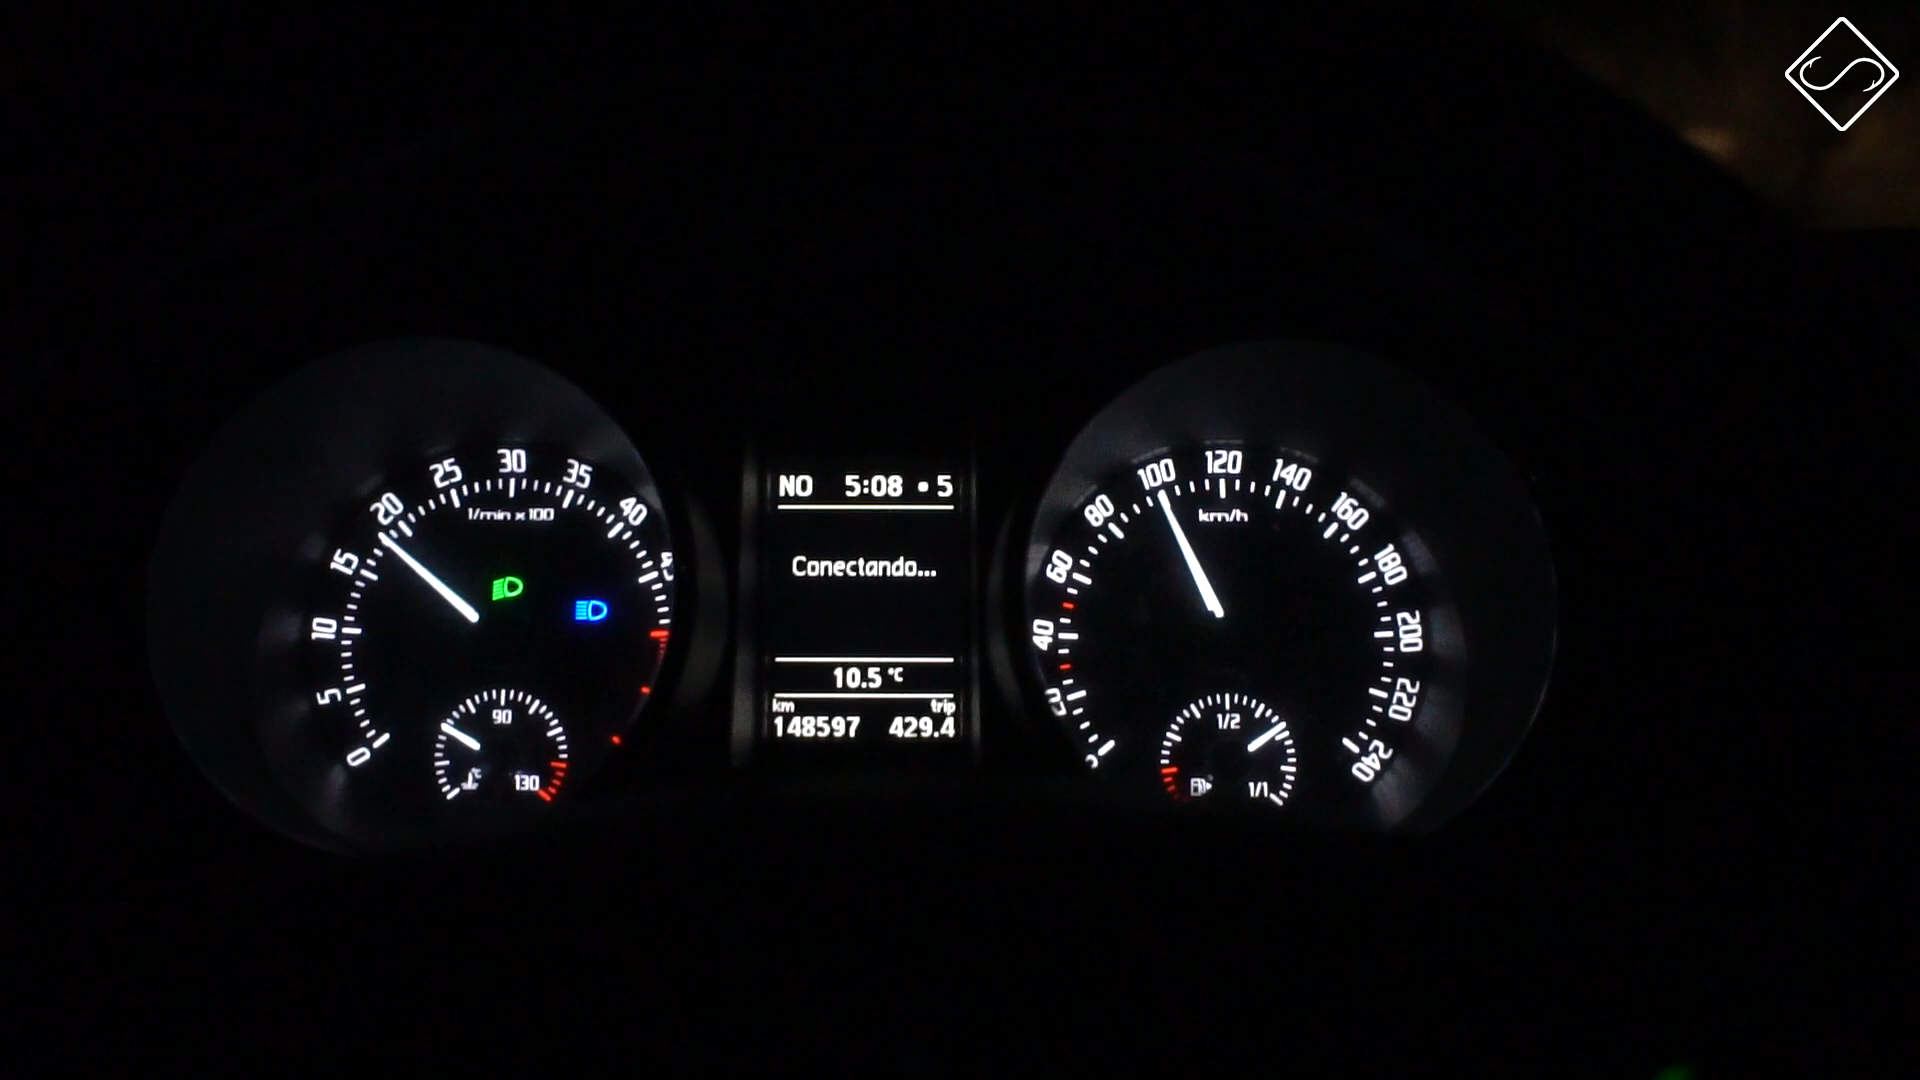 0 5 10 15 20 25 30 35 40 45
1/min x 100
90
130
NO 5:08 5
Conectando...
10.5 °C
km trip
148597 429.4
40 60 80 100 120 140 160 180 200 220 240
km/h
1/2
1/1